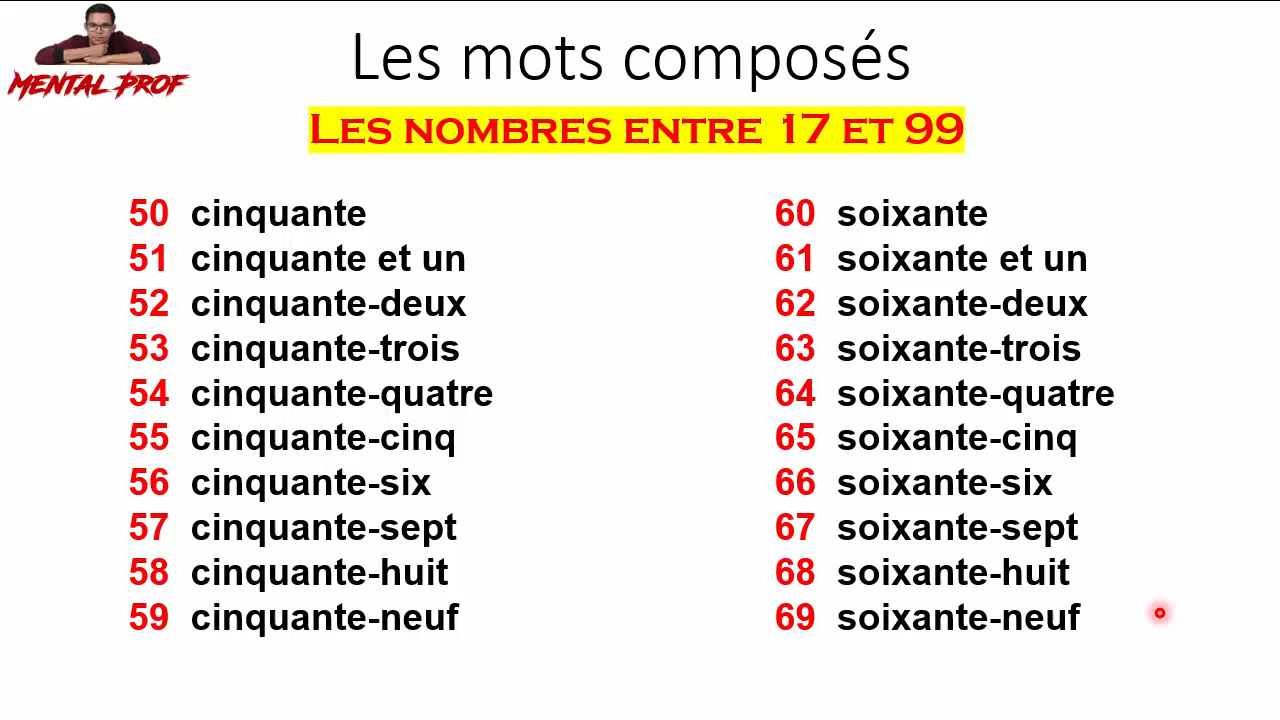 MENTAL PROF
Les mots composés
LES NOMBRES ENTRE 17 ET 99
50 cinquante
51 cinquante et un
52 cinquante-deux
53 cinquante-trois
54 cinquante-quatre
55 cinquante-cinq
56 cinquante-six
57 cinquante-sept
58 cinquante-huit
59 cinquante-neuf
60 soixante
61 soixante et un
62 soixante-deux
63 soixante-trois
64 soixante-quatre
65 soixante-cinq
66 soixante-six
67 soixante-sept
68 soixante-huit
69 soixante-neuf